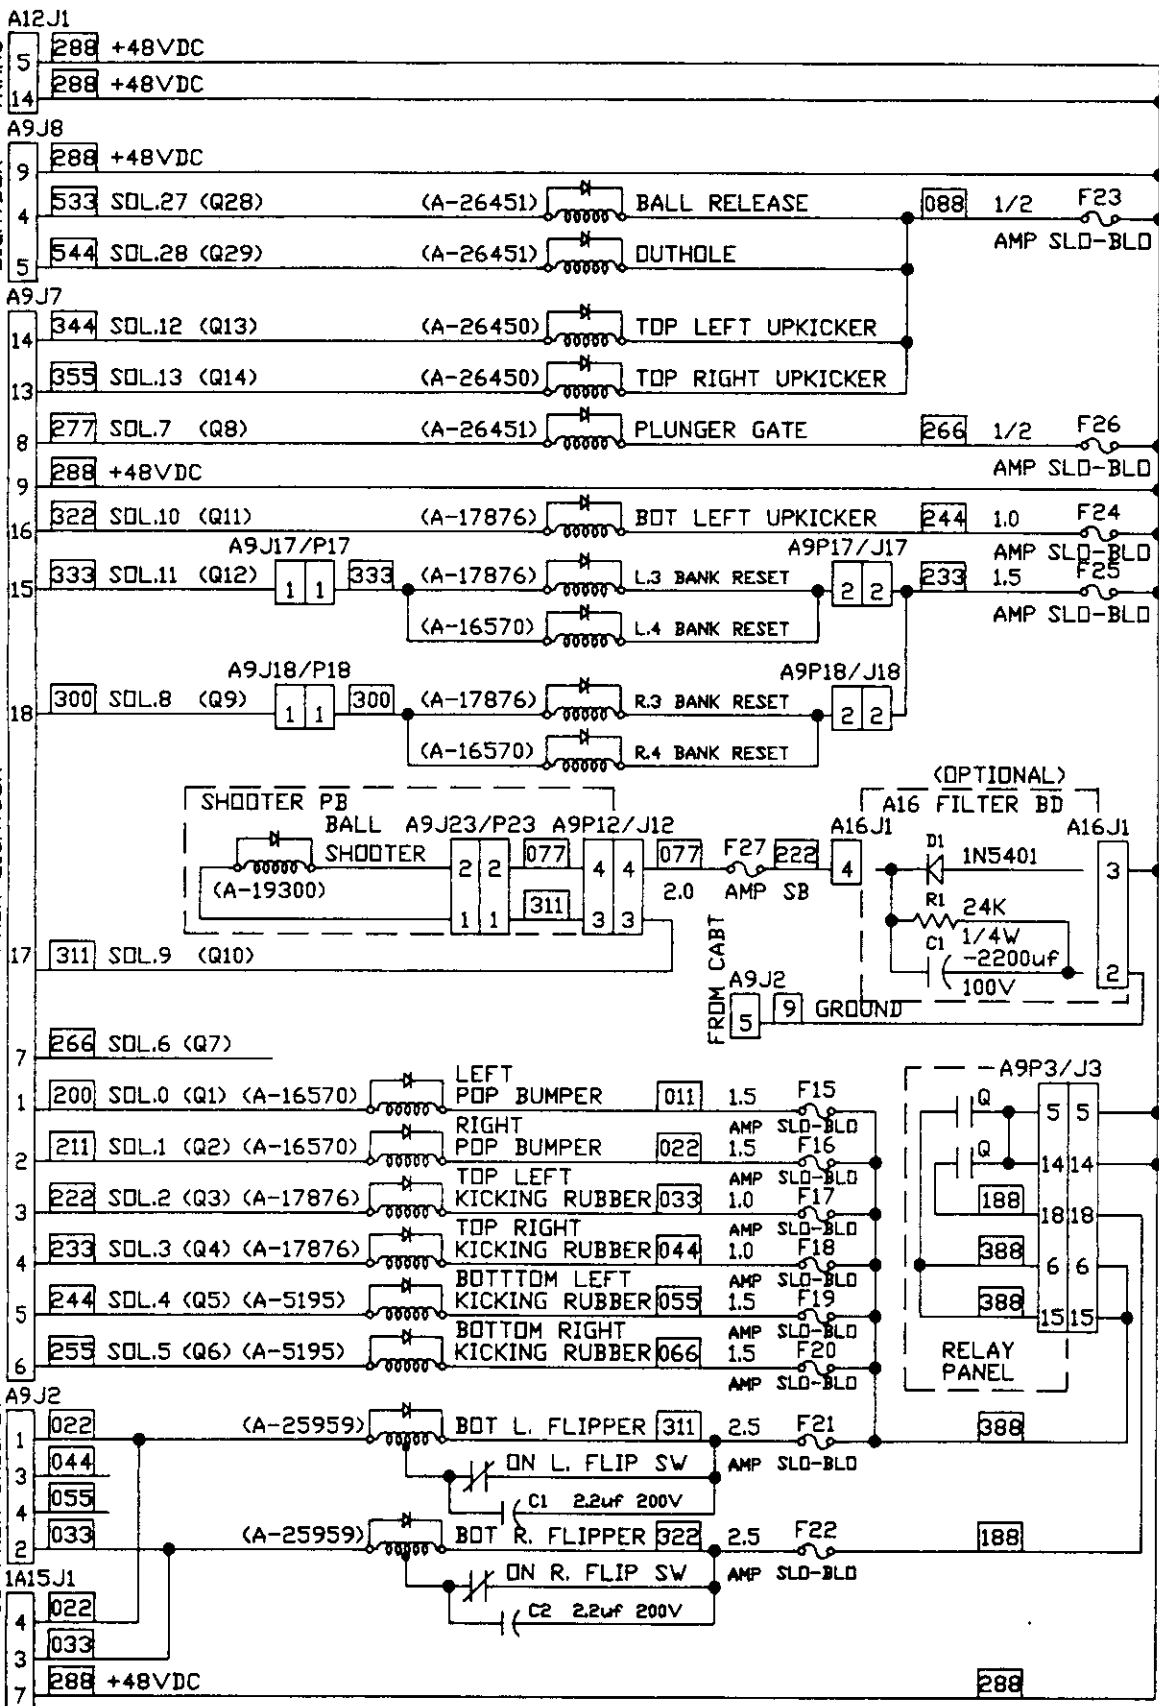 A12J1
5 288 +48VDC
14 288 +48VDC
A9J8
9 288 +48VDC
4 533 SOL.27 (Q28) (A-26451) BALL RELEASE 088 1/2 F23
AMP SLO-BLO
5 544 SOL.28 (Q29) (A-26451) OUTHOLE
A9J7
14 344 SOL.12 (Q13) (A-26450) TOP LEFT UPKICKER
13 355 SOL.13 (Q14) (A-26450) TOP RIGHT UPKICKER
8 277 SOL.7 (Q8) (A-26451) PLUNGER GATE 266 1/2 F26
AMP SLO-BLO
9 288 +48VDC
16 322 SOL.10 (Q11) (A-17876) BOT LEFT UPKICKER 244 1.0 F24
AMP SLO-BLO
A9J17/P17 A9P17/J17
15 333 SOL.11 (Q12) 1 1 333 (A-17876) L.3 BANK RESET 2 2 233 1.5 F25
AMP SLO-BLO
(A-16570) L.4 BANK RESET
A9J18/P18 A9P18/J18
18 300 SOL.8 (Q9) 1 1 300 (A-17876) R.3 BANK RESET 2 2
(A-16570) R.4 BANK RESET
(OPTIONAL)
SHOOTER PB A16 FILTER BD
BALL A9J23/P23 A9P12/J12 A16J1 A16J1
SHOOTER 2 2 077 4 4 077 F27 222 4 D1 1N5401 3
(A-19300) 2.0 AMP SB
1 1 311 3 3 R1 24K
1/4W
17 311 SOL.9 (Q10) C1 -2200uf 2
100V
FROM CABT
A9J2
5 9 GROUND
7 266 SOL.6 (Q7)
A9P3/J3
LEFT
1 200 SOL.0 (Q1) (A-16570) POP BUMPER 011 1.5 F15 Q 5 5
AMP SLO-BLO
RIGHT
2 211 SOL.1 (Q2) (A-16570) POP BUMPER 022 1.5 F16 Q 14 14
AMP SLO-BLO
TOP LEFT
3 222 SOL.2 (Q3) (A-17876) KICKING RUBBER 033 1.0 F17 188 18 18
AMP SLO-BLO
TOP RIGHT
4 233 SOL.3 (Q4) (A-17876) KICKING RUBBER 044 1.0 F18 388 6 6
AMP SLO-BLO
BOTTTOM LEFT
5 244 SOL.4 (Q5) (A-5195) KICKING RUBBER 055 1.5 F19 388 15 15
AMP SLO-BLO
BOTTOM RIGHT
6 255 SOL.5 (Q6) (A-5195) KICKING RUBBER 066 1.5 F20
AMP SLO-BLO
RELAY
PANEL
A9J2
1 022 (A-25959) BOT L. FLIPPER 311 2.5 F21 388
AMP SLO-BLO
3 044 ON L. FLIP SW
4 055 C1 2.2uf 200V
2 033 (A-25959) BOT R. FLIPPER 322 2.5 F22 188
AMP SLO-BLO
ON R. FLIP SW
1A15J1
4 022 C2 2.2uf 200V
3 033
7 288 +48VDC 288